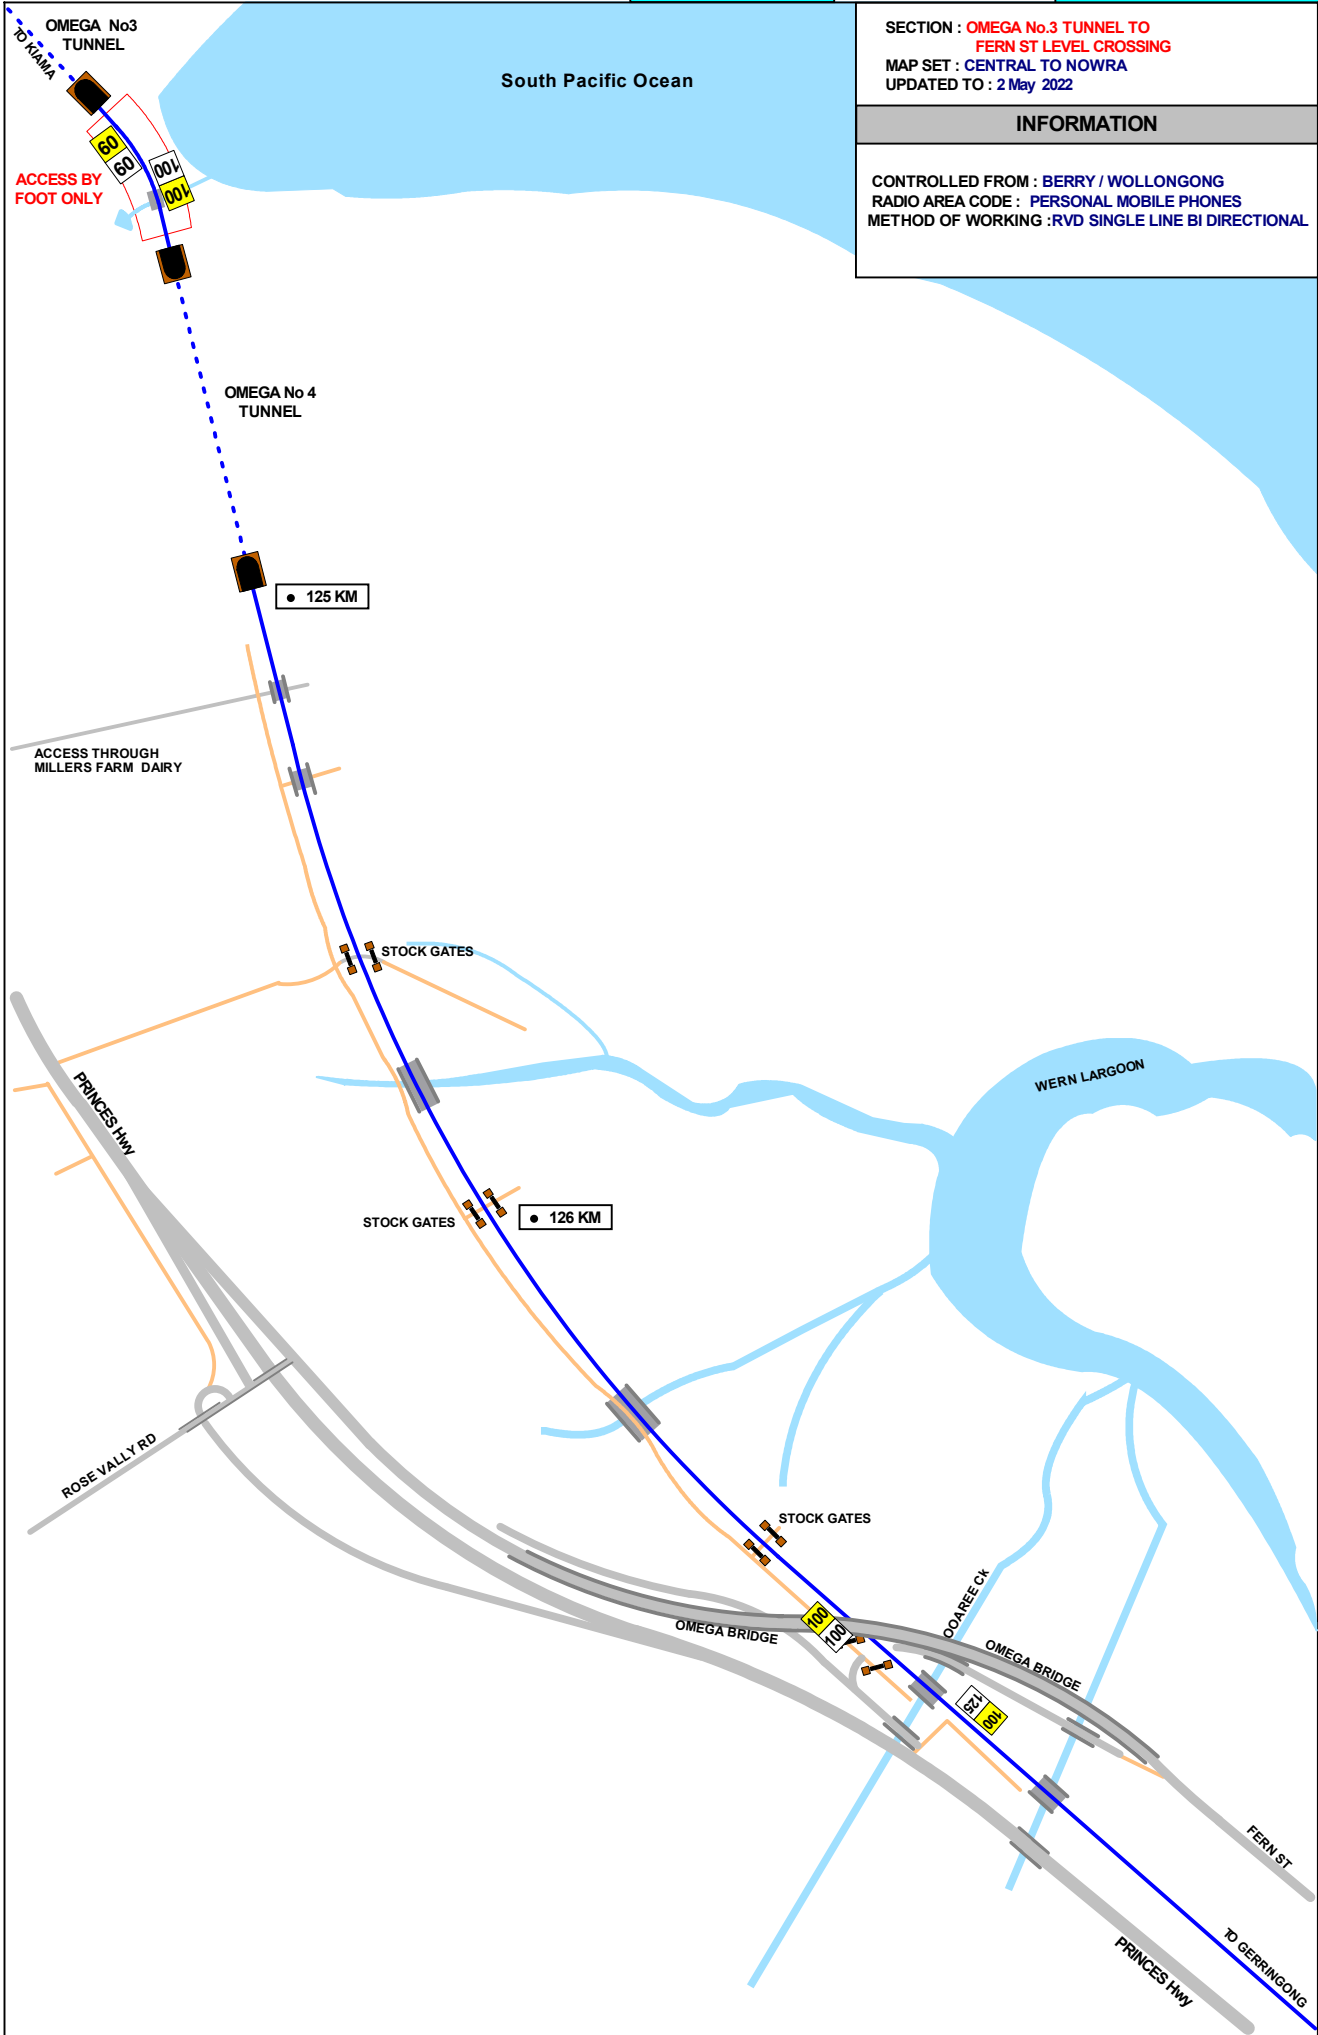 OMEGA No3
TUNNEL
TO KIAMA
South Pacific Ocean
SECTION : OMEGA No.3 TUNNEL TO
FERN ST LEVEL CROSSING
MAP SET : CENTRAL TO NOWRA
UPDATED TO : 2 May 2022
INFORMATION
CONTROLLED FROM : BERRY / WOLLONGONG
RADIO AREA CODE : PERSONAL MOBILE PHONES
METHOD OF WORKING :RVD SINGLE LINE BI DIRECTIONAL
60
60
100
100
ACCESS BY
FOOT ONLY
OMEGA No 4
TUNNEL
125 KM
ACCESS THROUGH
MILLERS FARM DAIRY
STOCK GATES
PRINCES Hwy
WERN LARGOON
STOCK GATES
126 KM
ROSE VALLY RD
STOCK GATES
OOAREE Ck
100
100
OMEGA BRIDGE
OMEGA BRIDGE
125
100
FERN ST
TO GERRINGONG
PRINCES Hwy